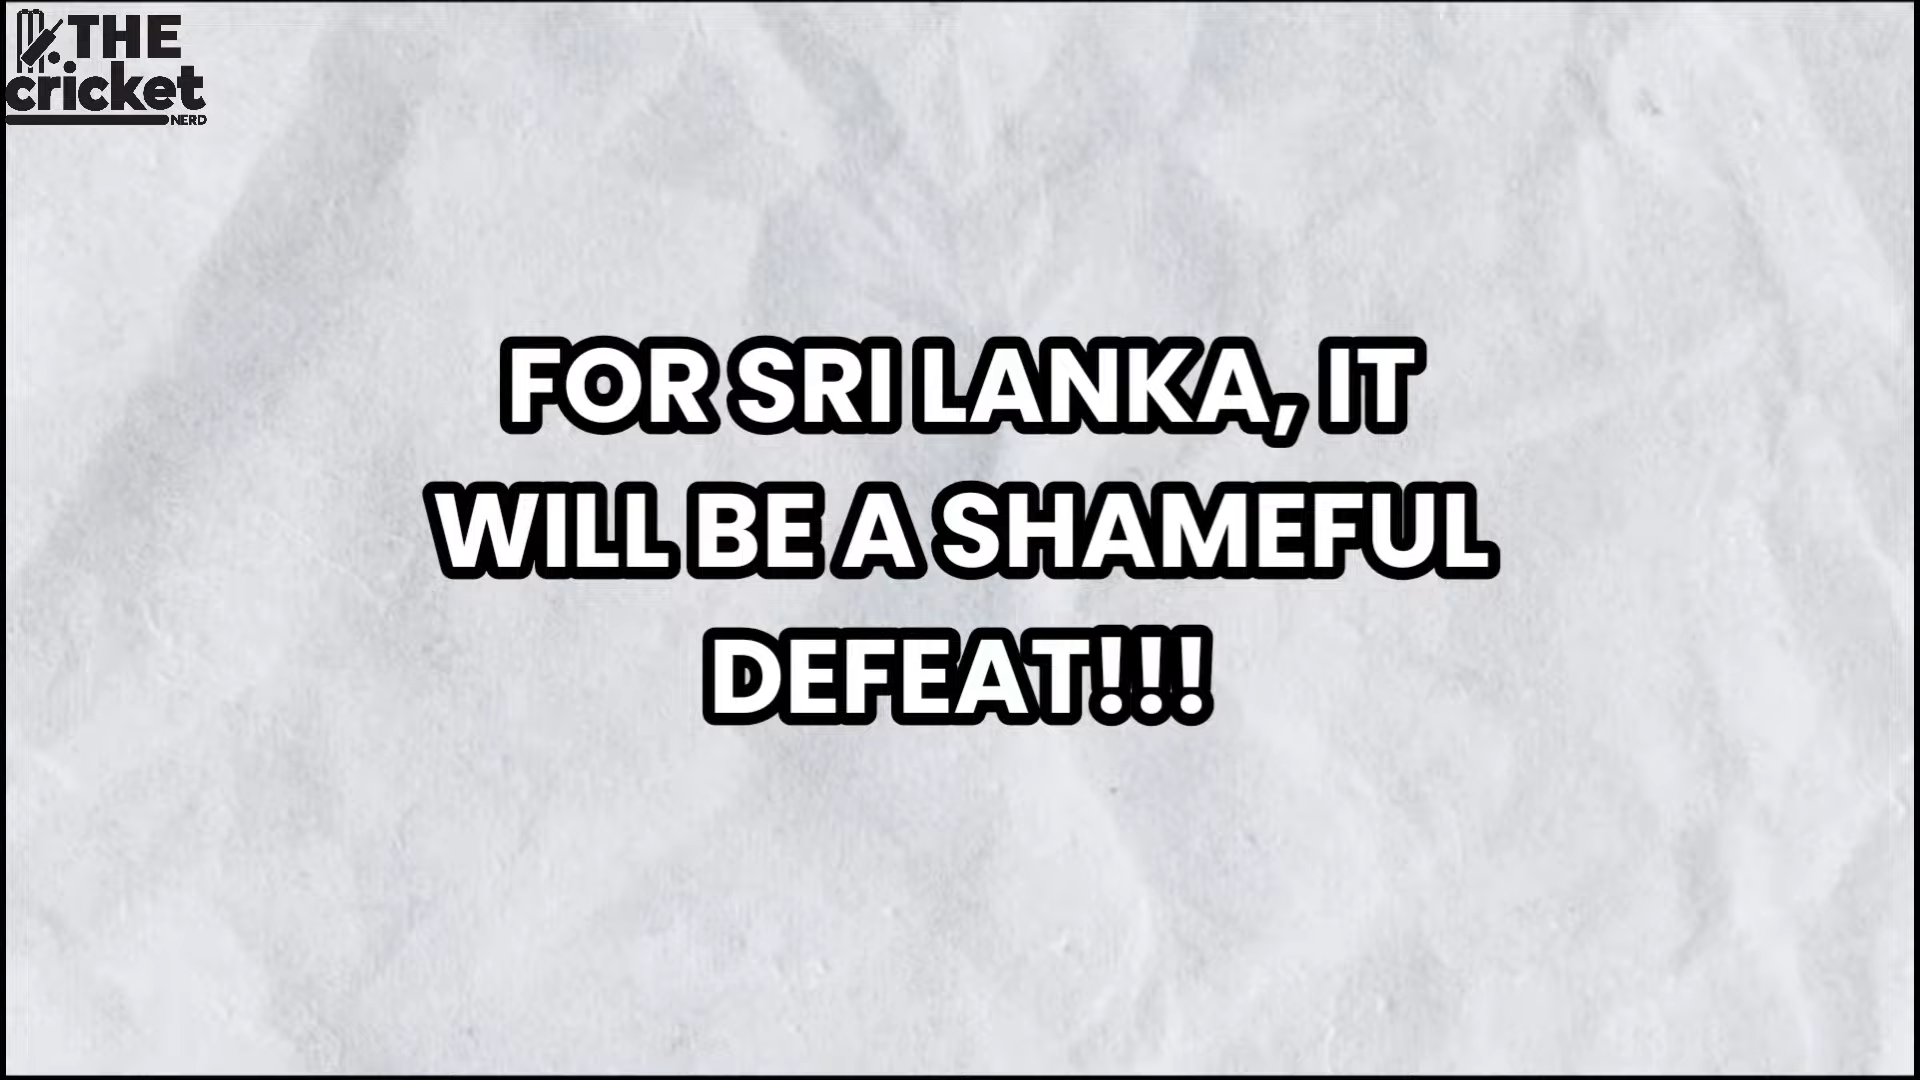 THE
cricket
NERD
FOR SRI LANKA, IT
WILL BE A SHAMEFUL
DEFEAT!!!